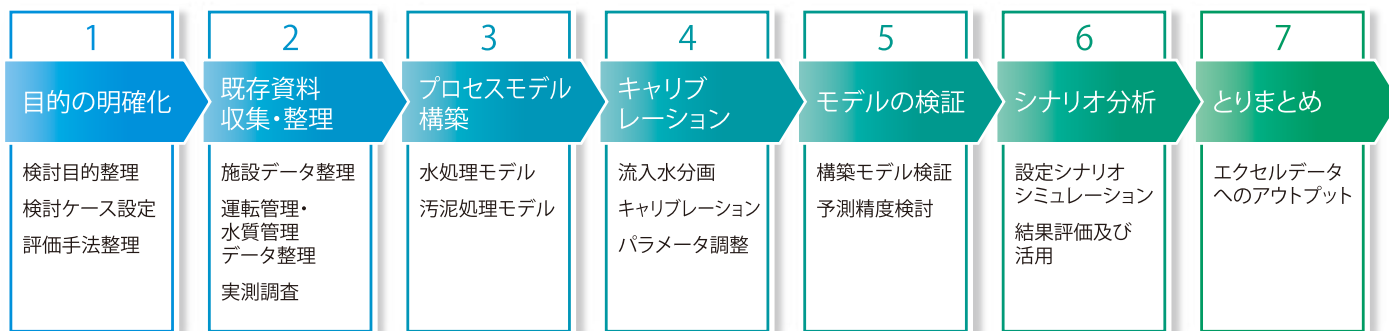 1
目的の明確化
検討目的整理
検討ケース設定
評価手法整理
2
既存資料
収集・整理
施設データ整理
運転管理・
水質管理
データ整理
実測調査
3
プロセスモデル
構築
水処理モデル
汚泥処理モデル
4
キャリブ
レーション
流入水分画
キャリブレーション
パラメータ調整
5
モデルの検証
構築モデル検証
予測精度検討
6
シナリオ分析
設定シナリオ
シミュレーション
結果評価及び
活用
7
とりまとめ
エクセルデータ
へのアウトプット